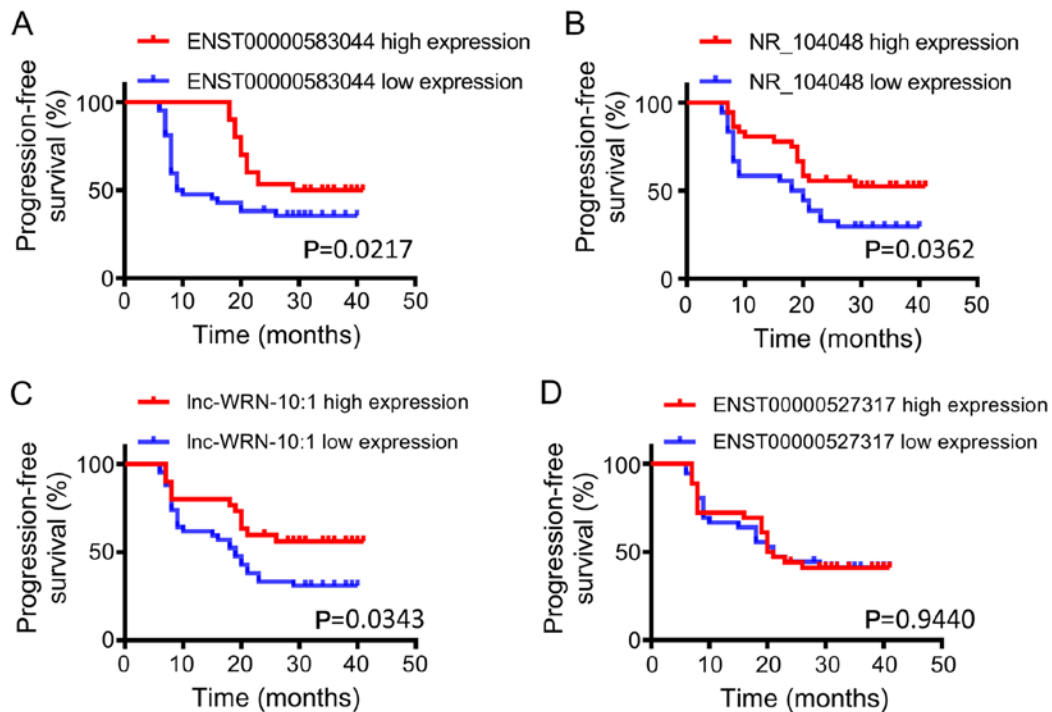 A
ENST00000583044 high expression
ENST00000583044 low expression
Progression-free
survival (%)
100
50
0
P=0.0217
0 10 20 30 40 50
Time (months)
B
NR_104048 high expression
NR_104048 low expression
Progression-free
survival (%)
100
50
0
P=0.0362
0 10 20 30 40 50
Time (months)
C
lnc-WRN-10:1 high expression
lnc-WRN-10:1 low expression
Progression-free
survival (%)
100
50
0
P=0.0343
0 10 20 30 40 50
Time (months)
D
ENST00000527317 high expression
ENST00000527317 low expression
Progression-free
survival (%)
100
50
0
P=0.9440
0 10 20 30 40 50
Time (months)